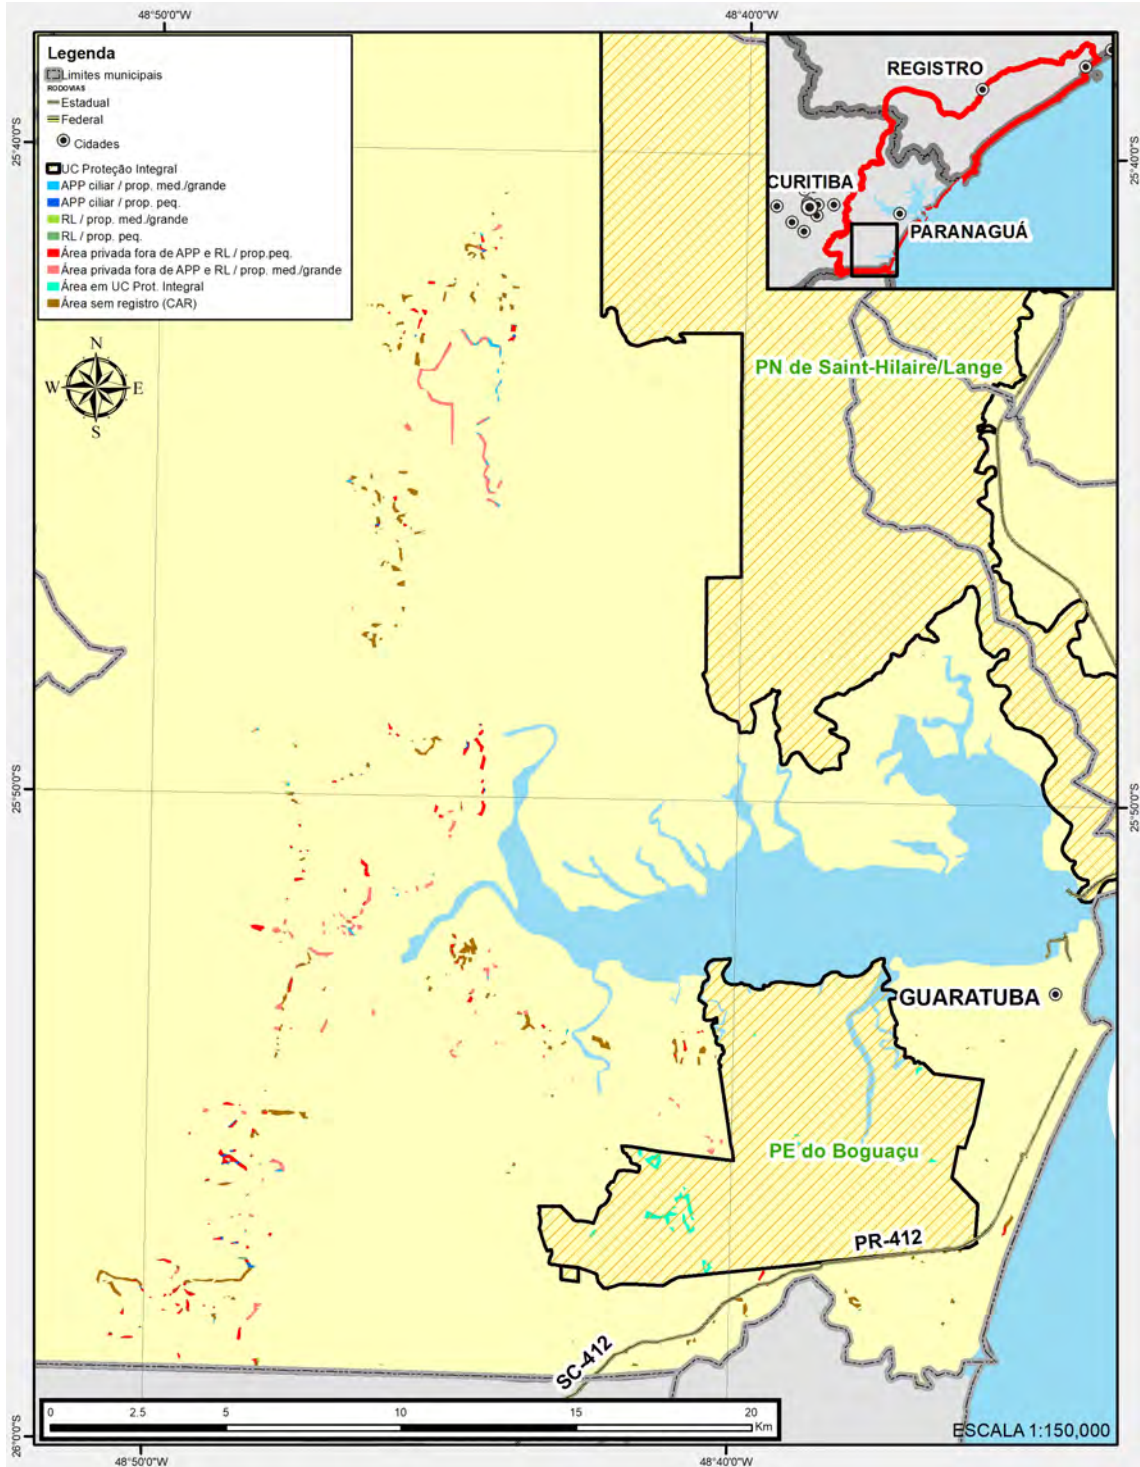 48°50'0"W
48°40'0"W
Legenda
Limites municipais
RODOVIAS
Estadual
Federal
Cidades
UC Proteção Integral
APP ciliar / prop. med./grande
APP ciliar / prop. peq.
RL / prop. med./grande
RL / prop. peq.
Área privada fora de APP e RL / prop.peq.
Área privada fora de APP e RL / prop. med./grande
Área em UC Prot. Integral
Área sem registro (CAR)
REGISTRO
CURITIBA
PARANAGUÁ
25°40'0"S
25°40'0"S
N
W
E
S
PN de Saint-Hilaire/Lange
25°50'0"S
25°50'0"S
GUARATUBA
PE do Boguaçu
PR-412
SC-412
0
2.5
5
10
15
20
Km
ESCALA 1:150,000
26°0'0"S
48°50'0"W
48°40'0"W